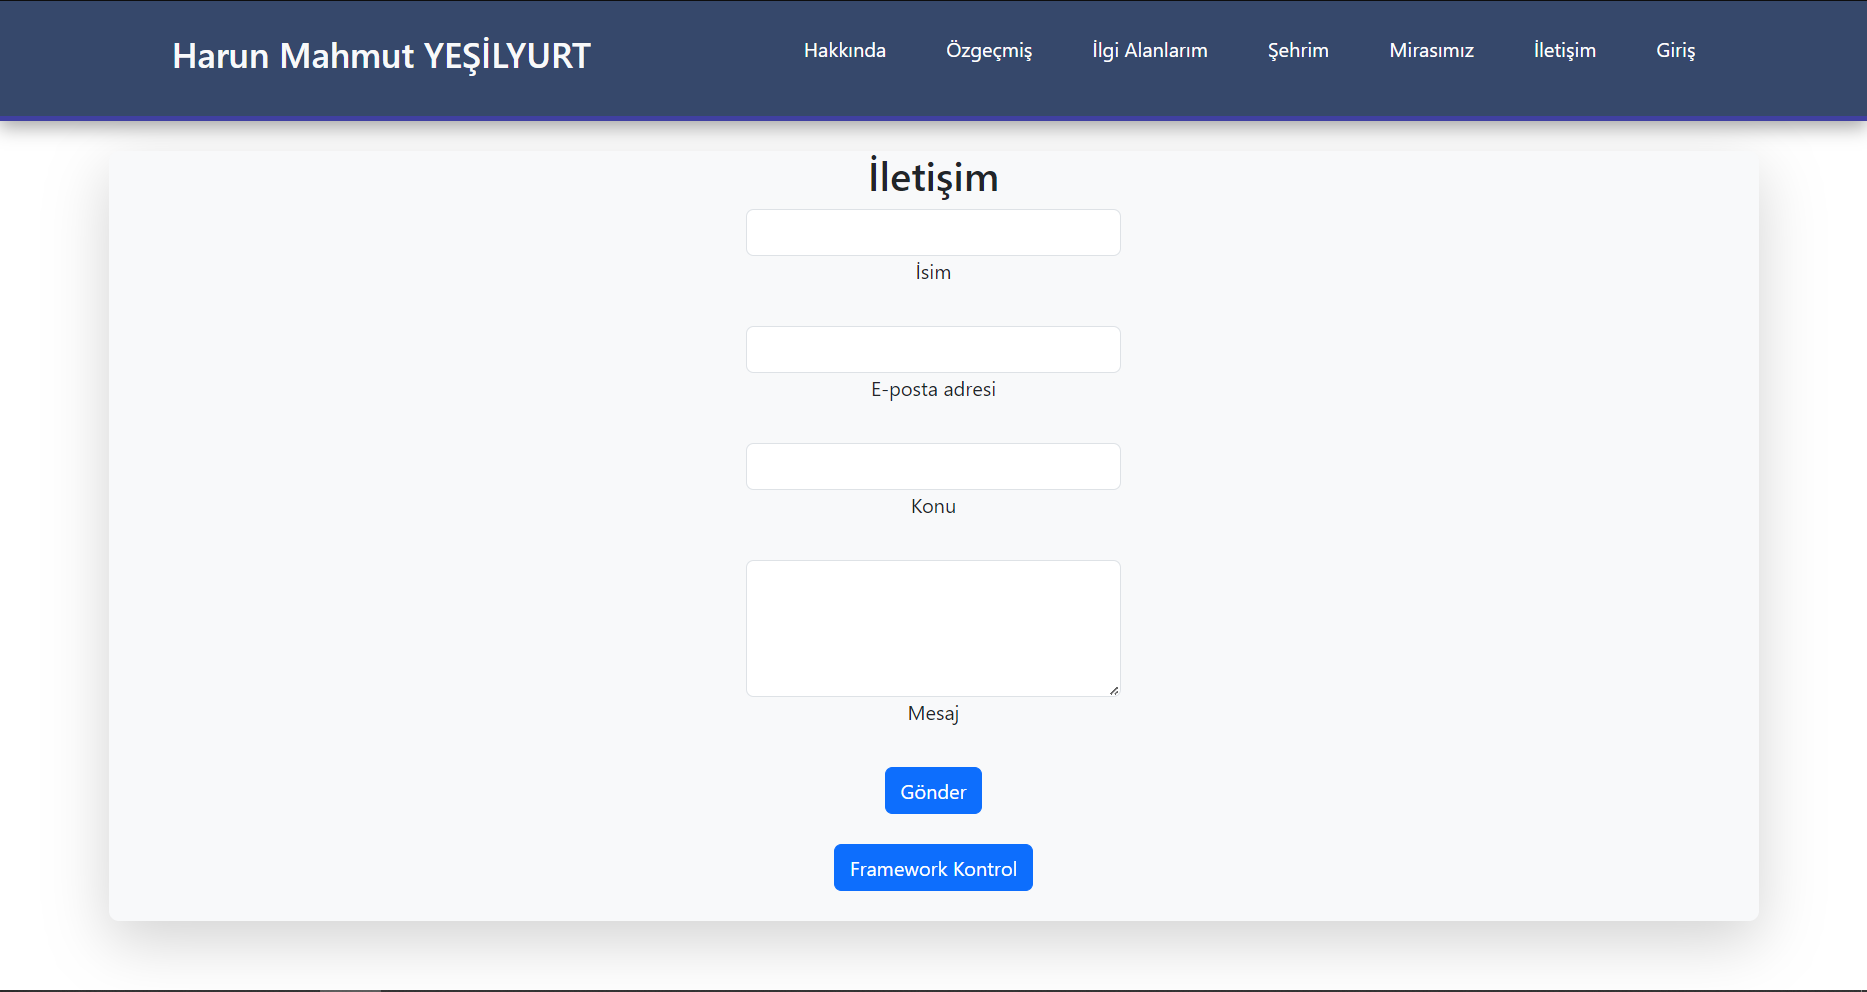 Harun Mahmut YEŞİLYURT
Hakkında Özgeçmiş İlgi Alanlarım Şehrim Mirasımız İletişim Giriş
İletişim
İsim
E-posta adresi
Konu
Mesaj
Gönder
Framework Kontrol